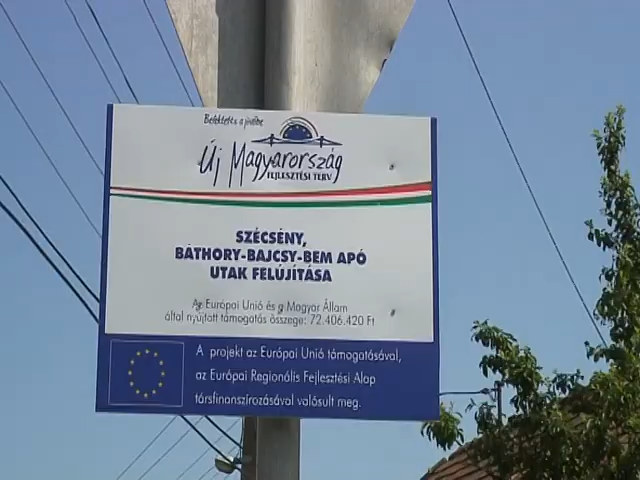 Befektetés a jövőbe
Új Magyarország
FEJLESZTÉSI TERV
SZÉCSÉNY,
BÁTHORY-BAJCSY-BEM APÓ
UTAK FELÚJÍTÁSA
Az Európai Unió és a Magyar Állam
által nyújtott támogatás összege: 72.406.420 Ft
A projekt az Európai Unió támogatásával,
az Európai Regionális Fejlesztési Alap
társfinanszírozásával valósult meg.